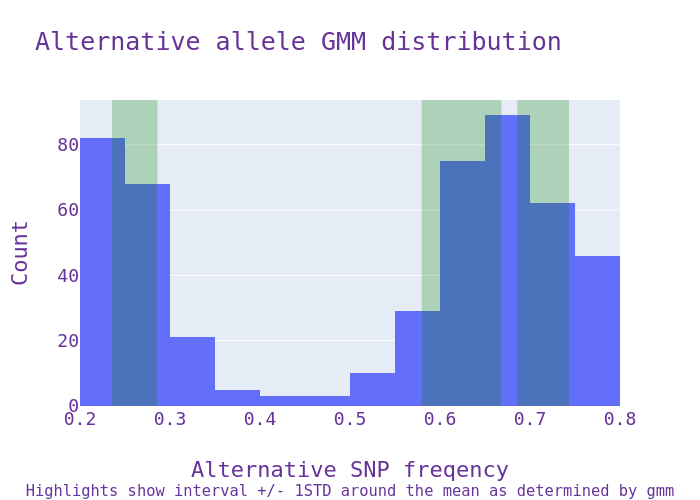 Alternative allele GMM distribution
Count
80
60
40
20
0
0.2 0.3 0.4 0.5 0.6 0.7 0.8
Alternative SNP freqency
Highlights show interval +/- 1STD around the mean as determined by gmm